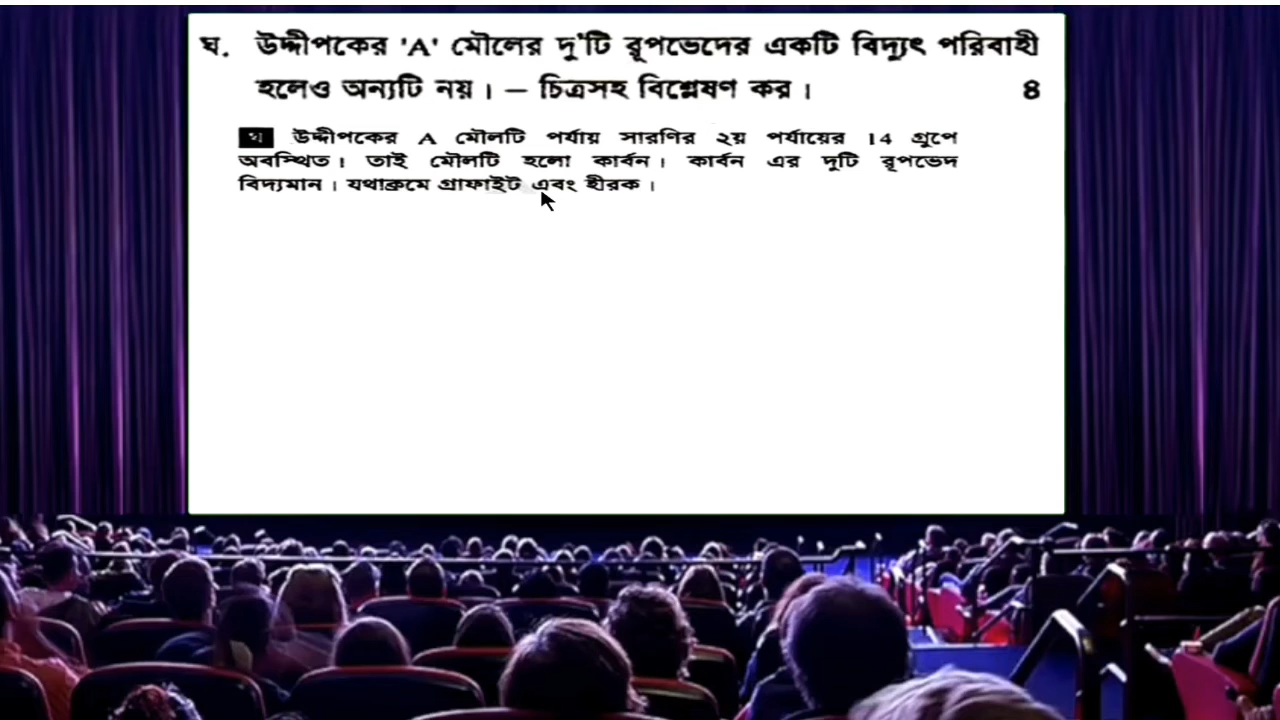 ঘ. উদ্দীপকের 'A' মৌলের দু'টি রূপভেদের একটি বিদ্যুৎ পরিবাহী
হলেও অন্যটি নয়। – চিত্রসহ বিশ্লেষণ কর। ৪
ঘ উদ্দীপকের A মৌলটি পর্যায় সারণির ২য় পর্যায়ের 14 গ্রুপে
অবস্থিত। তাই মৌলটি হলো কার্বন। কার্বন এর দুটি রূপভেদ
বিদ্যমান। যথাক্রমে গ্রাফাইট এবং হীরক।